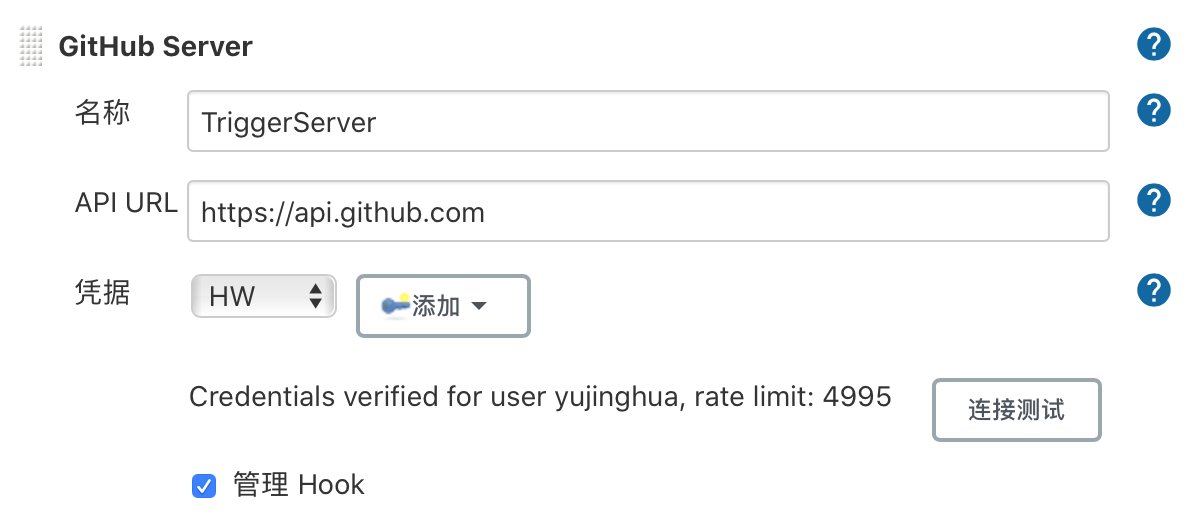 GitHub Server
?
名称
TriggerServer
?
API URL
https://api.github.com
?
凭据
HW
添加
?
Credentials verified for user yujinghua, rate limit: 4995
连接测试
管理 Hook